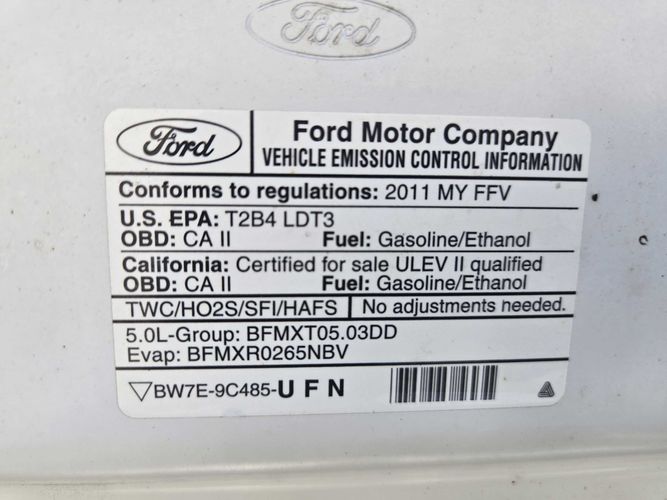 Ford
Ford
Ford Motor Company
VEHICLE EMISSION CONTROL INFORMATION
Conforms to regulations: 2011 MY FFV
U.S. EPA: T2B4 LDT3
OBD: CA II Fuel: Gasoline/Ethanol
California: Certified for sale ULEV II qualified
OBD: CA II Fuel: Gasoline/Ethanol
TWC/HO2S/SFI/HAFS No adjustments needed.
5.0L-Group: BFMXT05.03DD
Evap: BFMXR0265NBV
BW7E-9C485-U F N